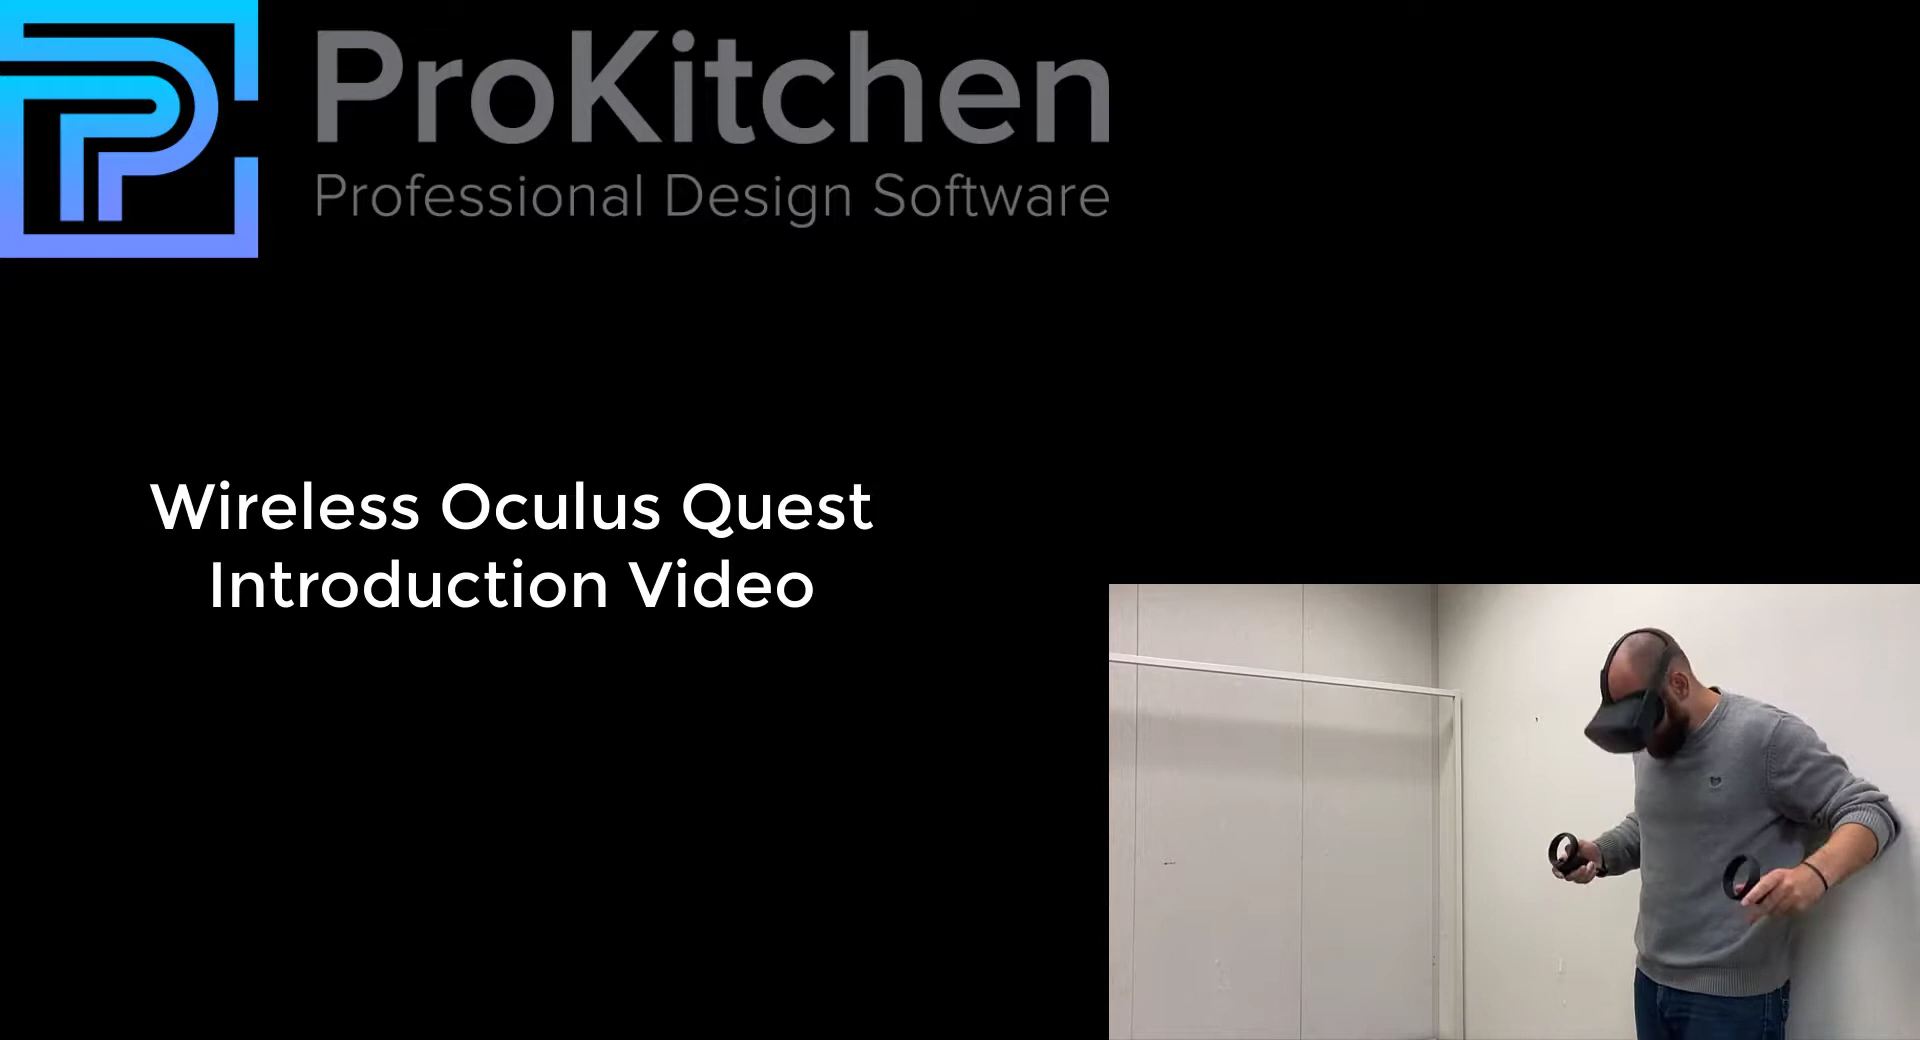 ProKitchen
Professional Design Software
Wireless Oculus Quest
Introduction Video